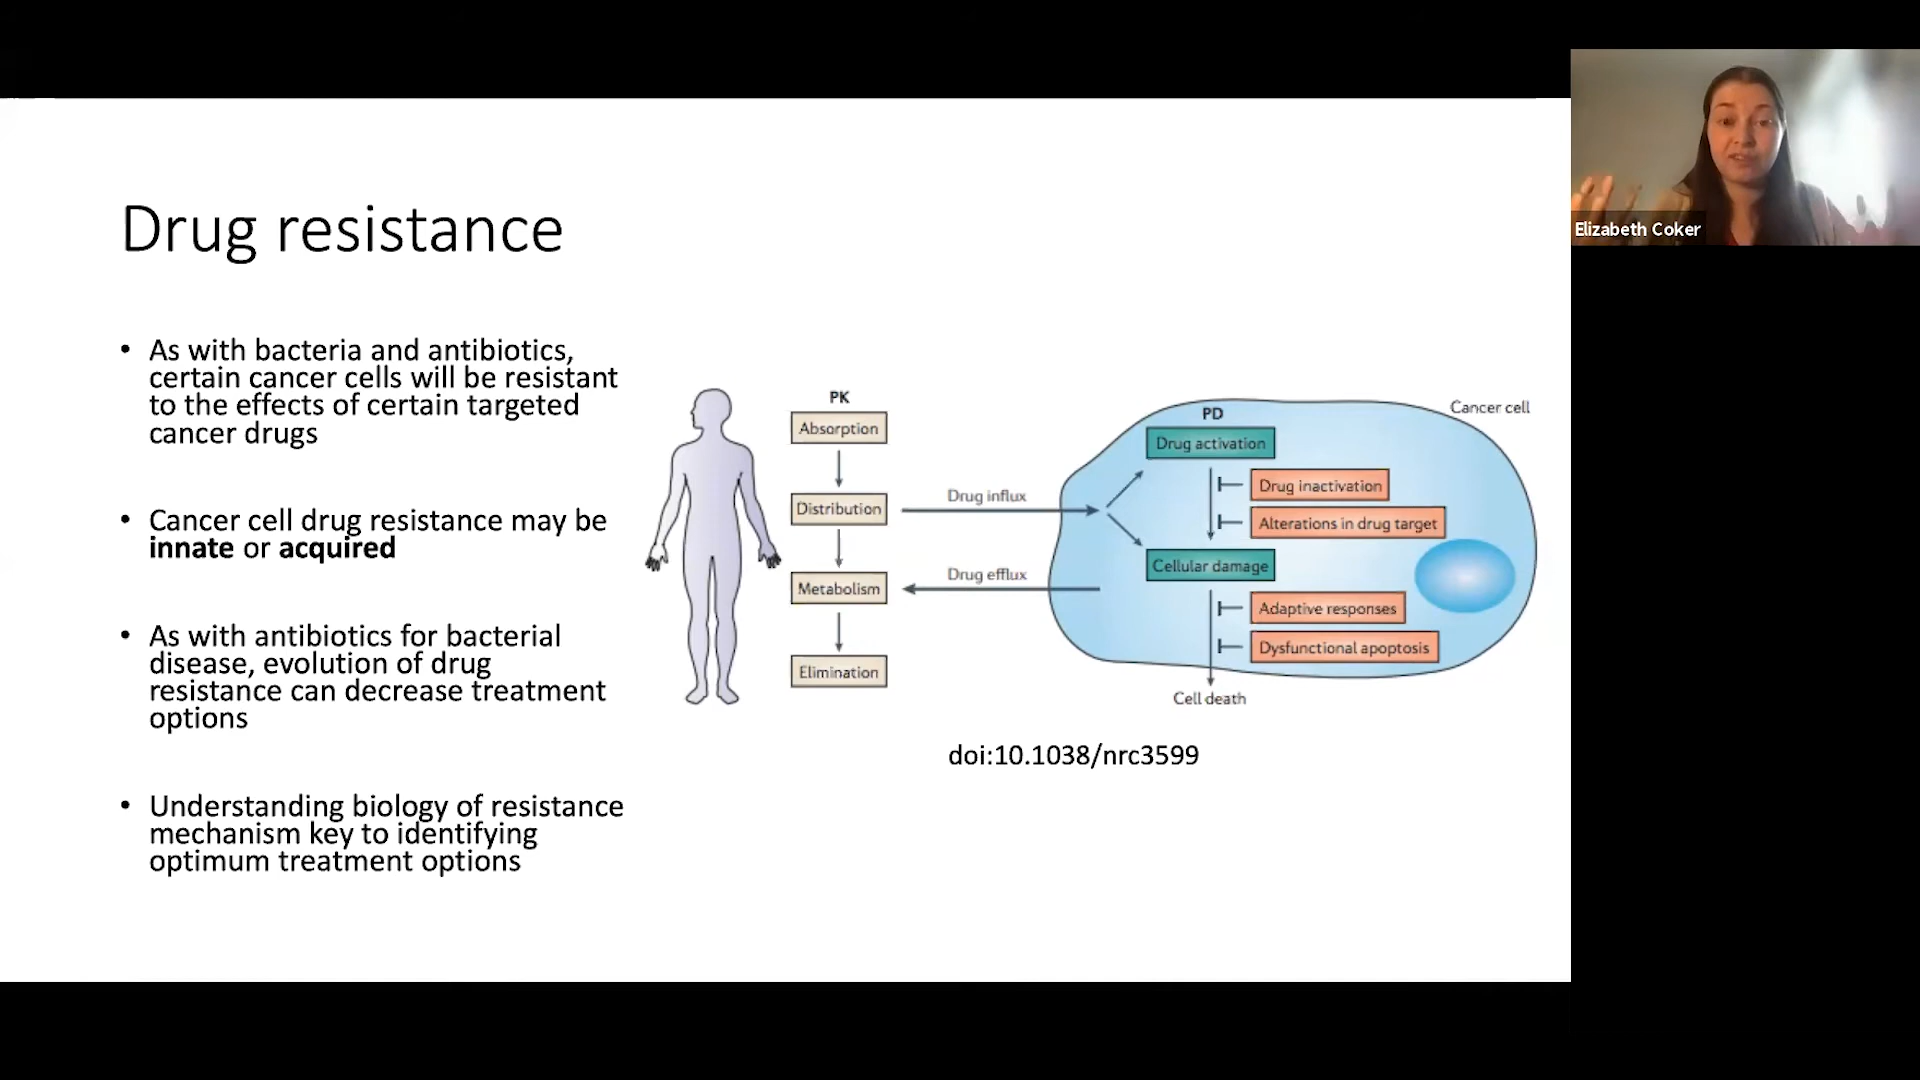 Elizabeth Coker
Drug resistance
• As with bacteria and antibiotics,
certain cancer cells will be resistant
to the effects of certain targeted
cancer drugs
• Cancer cell drug resistance may be
innate or acquired
• As with antibiotics for bacterial
disease, evolution of drug
resistance can decrease treatment
options
• Understanding biology of resistance
mechanism key to identifying
optimum treatment options
PK
Absorption
Distribution
Metabolism
Elimination
Drug influx
Drug efflux
PD
Cancer cell
Drug activation
Drug inactivation
Alterations in drug target
Cellular damage
Adaptive responses
Dysfunctional apoptosis
Cell death
doi:10.1038/nrc3599